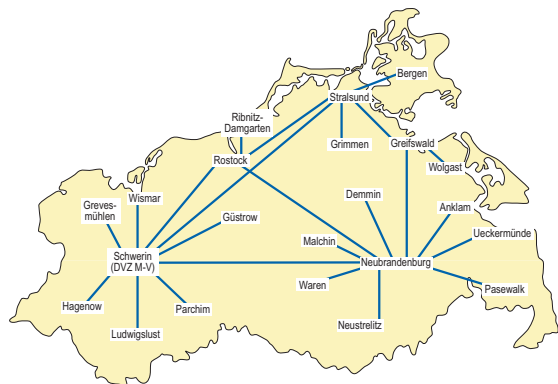 Bergen
Stralsund
Ribnitz-
Damgarten
Grimmen
Greifswald
Rostock
Wolgast
Wismar
Demmin
Greves-
mühlen
Anklam
Güstrow
Ueckermünde
Malchin
Schwerin
(DVZ M-V)
Neubrandenburg
Waren
Pasewalk
Hagenow
Parchim
Ludwigslust
Neustrelitz